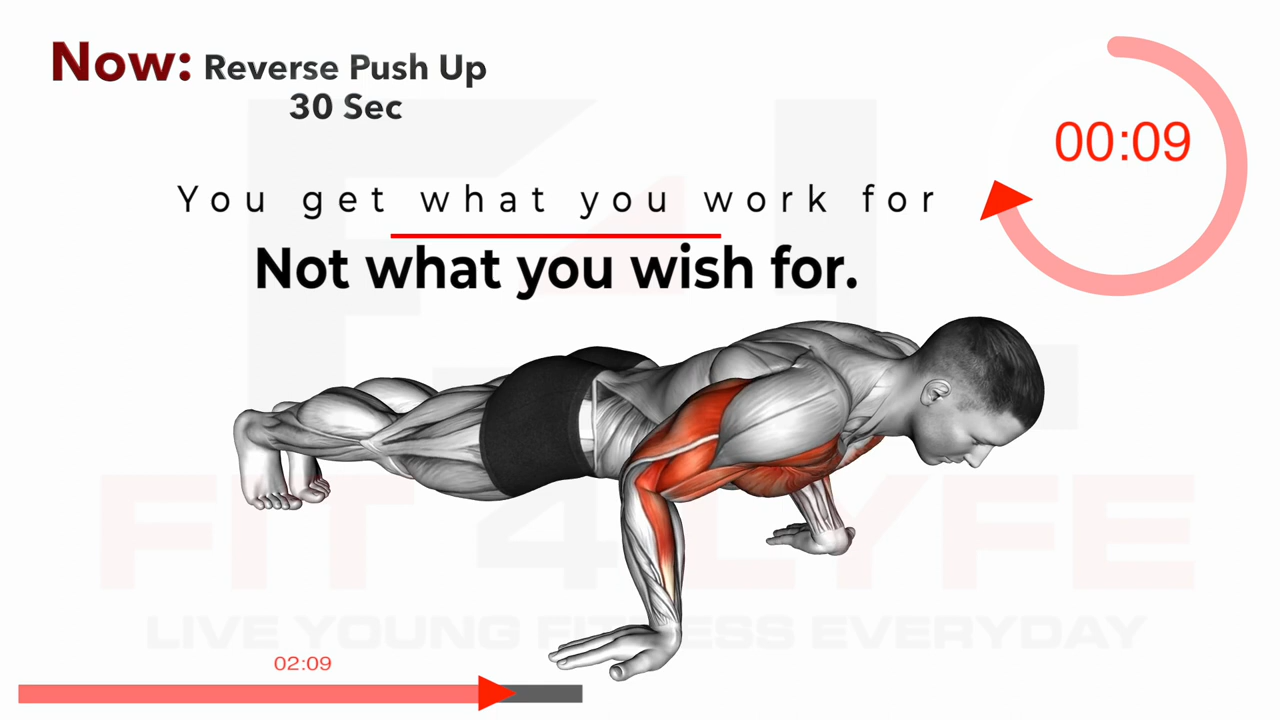 Now: Reverse Push Up
30 Sec
00:09
You get what you work for
Not what you wish for.
FIT 4 LYFE
LIVE YOUNG FITNESS EVERYDAY
02:09